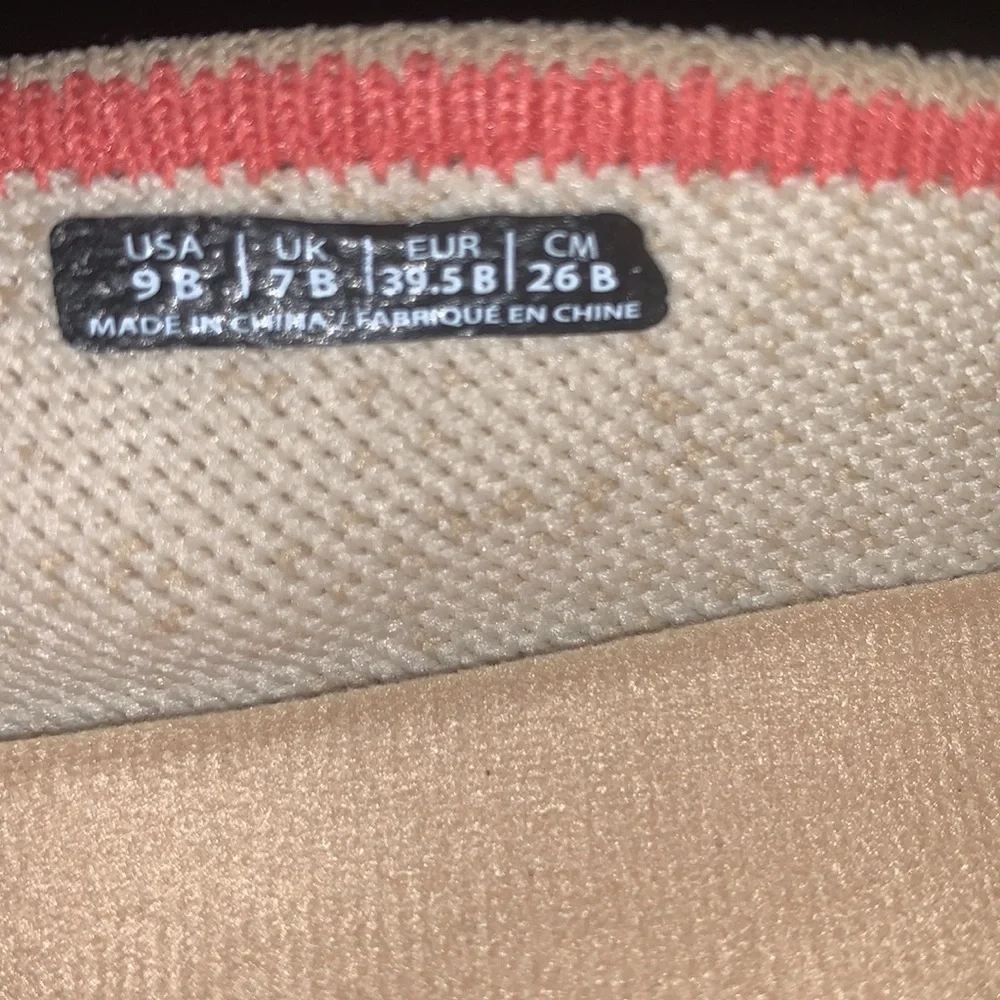 USA | UK | EUR | CM
9 B | 7 B | 39.5 B | 26 B
MADE IN CHINA / FABRIQUÉ EN CHINE